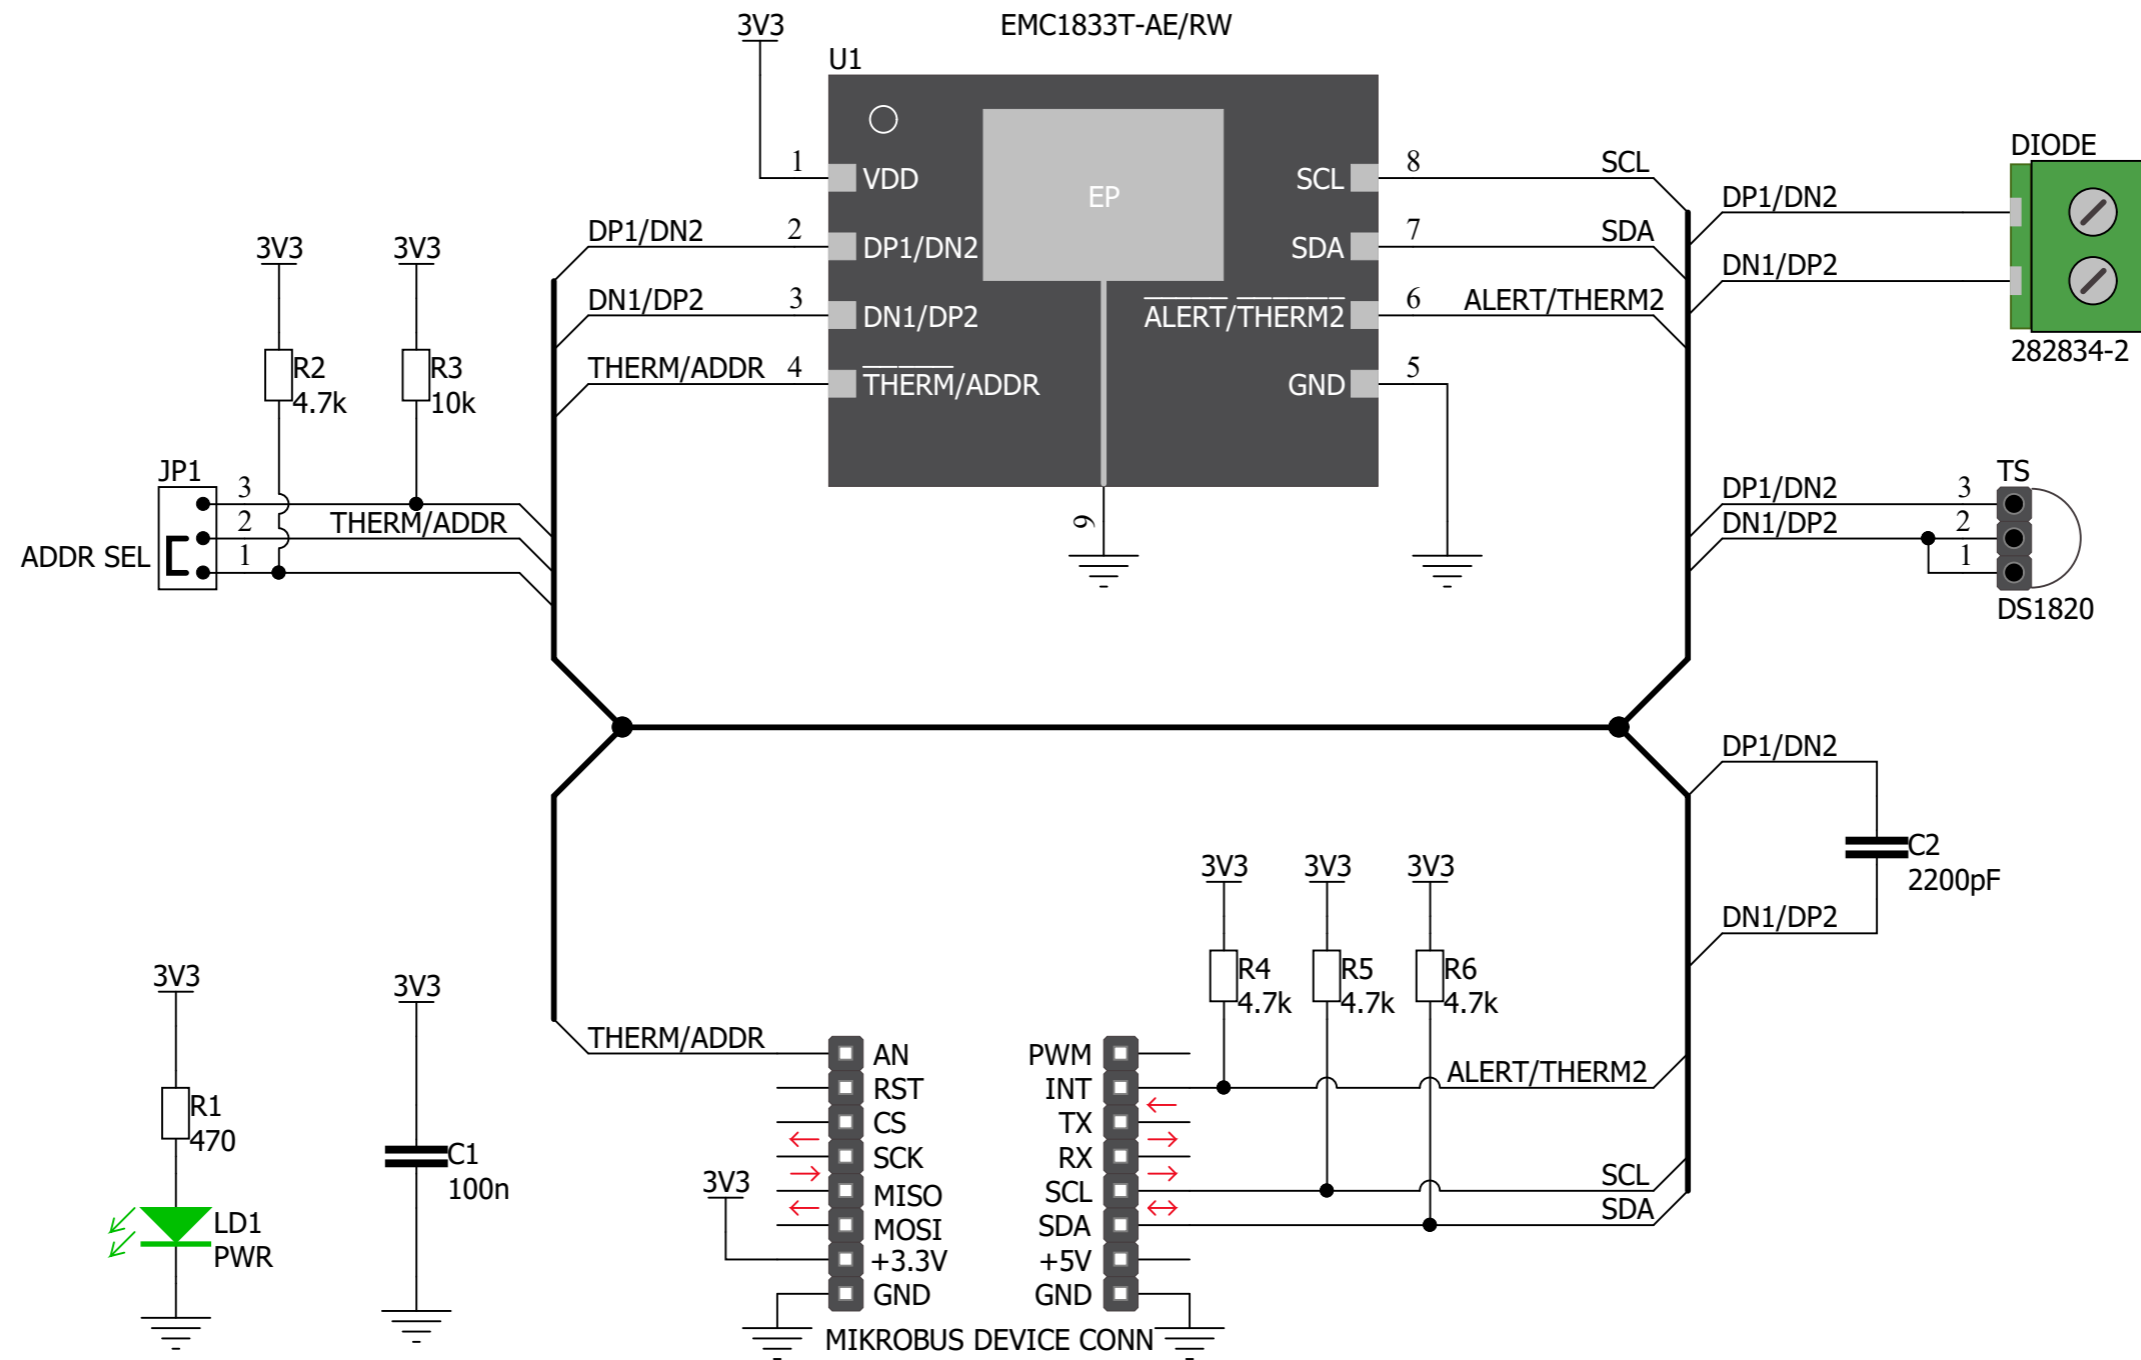 EMC1833T-AE/RW
3V3
U1
1
VDD
EP
SCL
8
SCL
DIODE
DP1/DN2
2
DP1/DN2
SDA
7
SDA
DP1/DN2
3V3
3V3
DN1/DP2
3
DN1/DP2
ALERT/THERM2
6
ALERT/THERM2
DN1/DP2
282834-2
THERM/ADDR
4
THERM/ADDR
GND
5
R2
4.7k
R3
10k
JP1
3
2
THERM/ADDR
1
ADDR SEL
9
TS
DP1/DN2
3
DN1/DP2
2
1
DS1820
DP1/DN2
C2
2200pF
DN1/DP2
3V3
3V3
3V3
R4
4.7k
R5
4.7k
R6
4.7k
3V3
R1
470
LD1
PWR
3V3
C1
100n
THERM/ADDR
AN
RST
CS
SCK
MISO
MOSI
3V3
+3.3V
GND
PWM
INT
ALERT/THERM2
TX
RX
SCL
SCL
SDA
SDA
+5V
GND
MIKROBUS DEVICE CONN